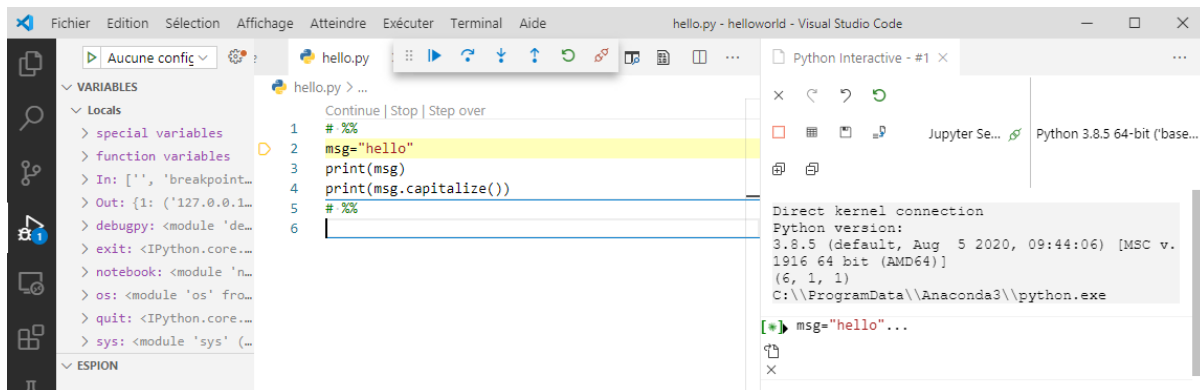 Fichier Edition Sélection Affichage Atteindre Exécuter Terminal Aide hello.py - helloworld - Visual Studio Code
Aucune config
VARIABLES
Locals
special variables
function variables
In: ['', 'breakpoint...
Out: {1: ('127.0.0.1...
debugpy: <module 'de...
exit: <IPython.core....
notebook: <module 'n...
os: <module 'os' fro...
quit: <IPython.core....
sys: <module 'sys' (...
ESPION
1
hello.py
hello.py > ...
Continue | Stop | Step over
1 # %%
2 msg="hello"
3 print(msg)
4 print(msg.capitalize())
5 # %%
6
Python Interactive - #1
Jupyter Se... Python 3.8.5 64-bit ('base...
Direct kernel connection
Python version:
3.8.5 (default, Aug 5 2020, 09:44:06) [MSC v.
1916 64 bit (AMD64)]
(6, 1, 1)
C:\\ProgramData\\Anaconda3\\python.exe
[*] msg="hello"...